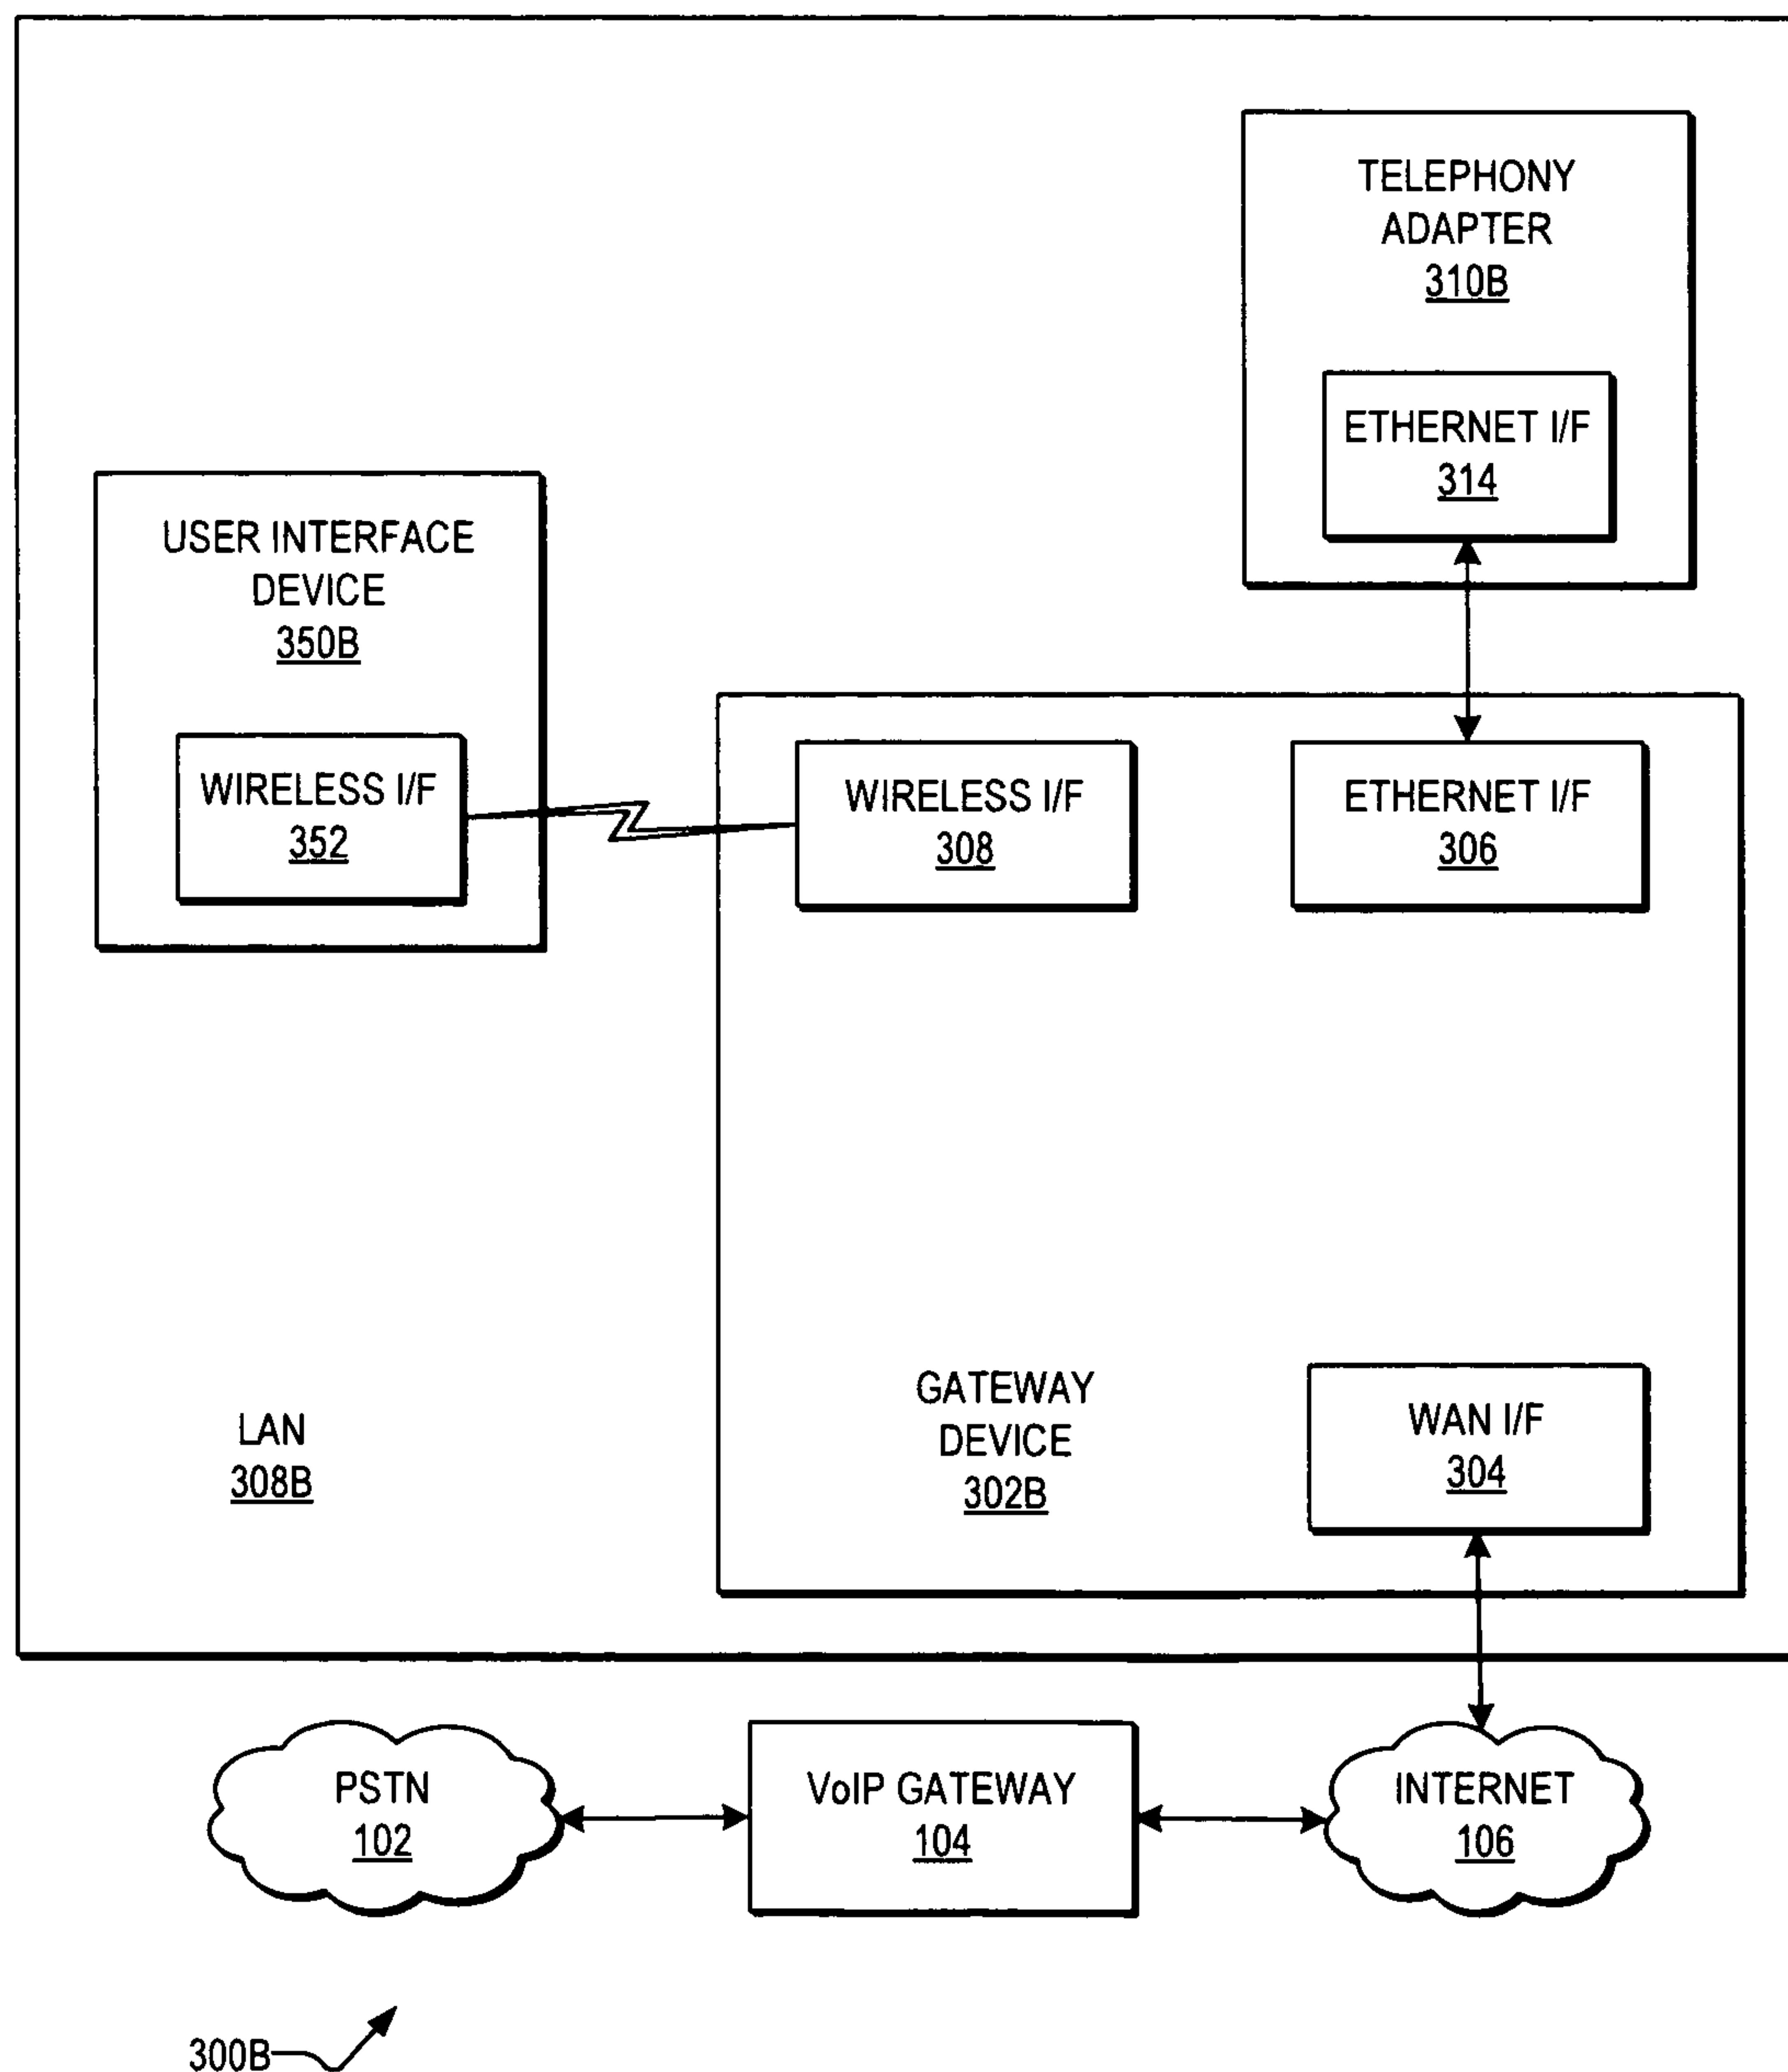 TELEPHONY
ADAPTER
310B
ETHERNET I/F
314
USER INTERFACE
DEVICE
350B
WIRELESS I/F
352
WIRELESS I/F
308
ETHERNET I/F
306
GATEWAY
DEVICE
302B
WAN I/F
304
LAN
308B
PSTN
102
VoIP GATEWAY
104
INTERNET
106
300B